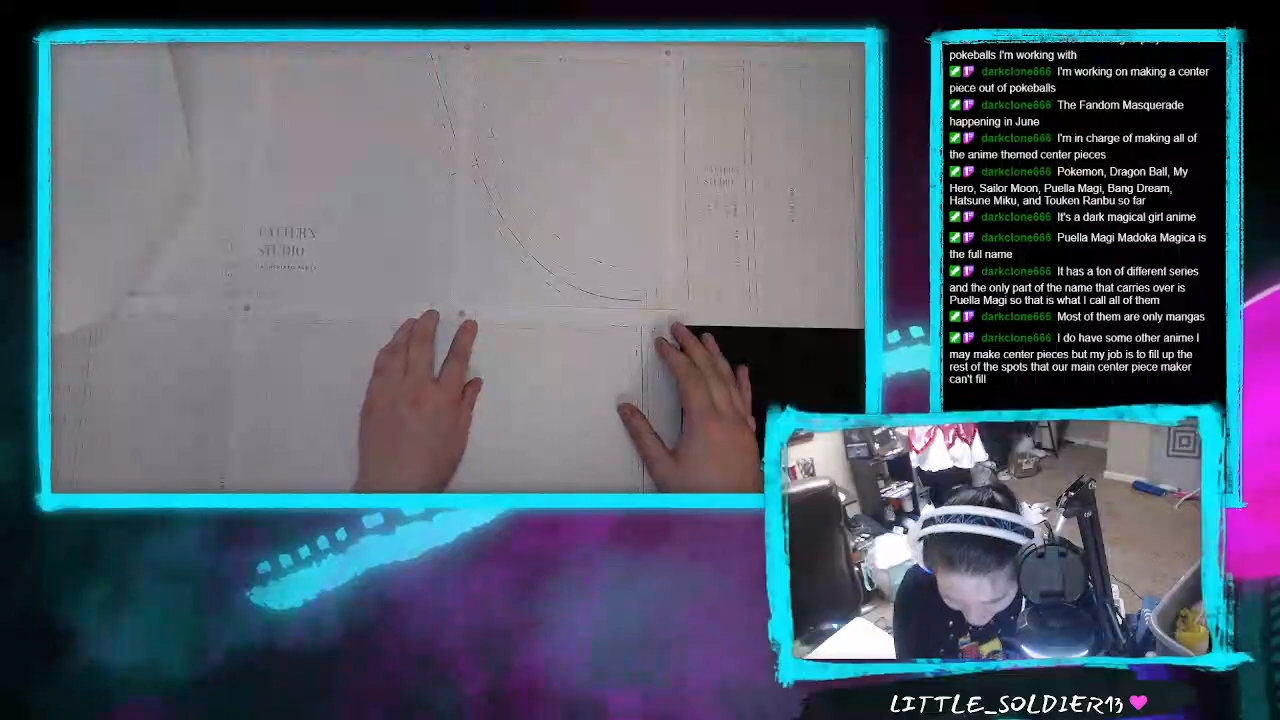 pokeballs I'm working with
darkclone666 I'm working on making a center
piece out of pokeballs
darkclone666 The Fandom Masquerade
happening in June
darkclone666 I'm in charge of making all of
the anime themed center pieces
darkclone666 Pokemon, Dragon Ball, My
Hero, Sailor Moon, Puella Magi, Bang Dream,
Hatsune Miku, and Touken Ranbu so far
darkclone666 It's a dark magical girl anime
darkclone666 Puella Magi Madoka Magica is
the full name
darkclone666 It has a ton of different series
and the only part of the name that carries over is
Puella Magi so that is what I call all of them
darkclone666 Most of them are only mangas
darkclone666 I do have some other anime I
may make center pieces but my job is to fill up the
rest of the spots that our main center piece maker
can't fill
PATTERN
STUDIO
PATTERN
STUDIO
LITTLE_SOLDIER13